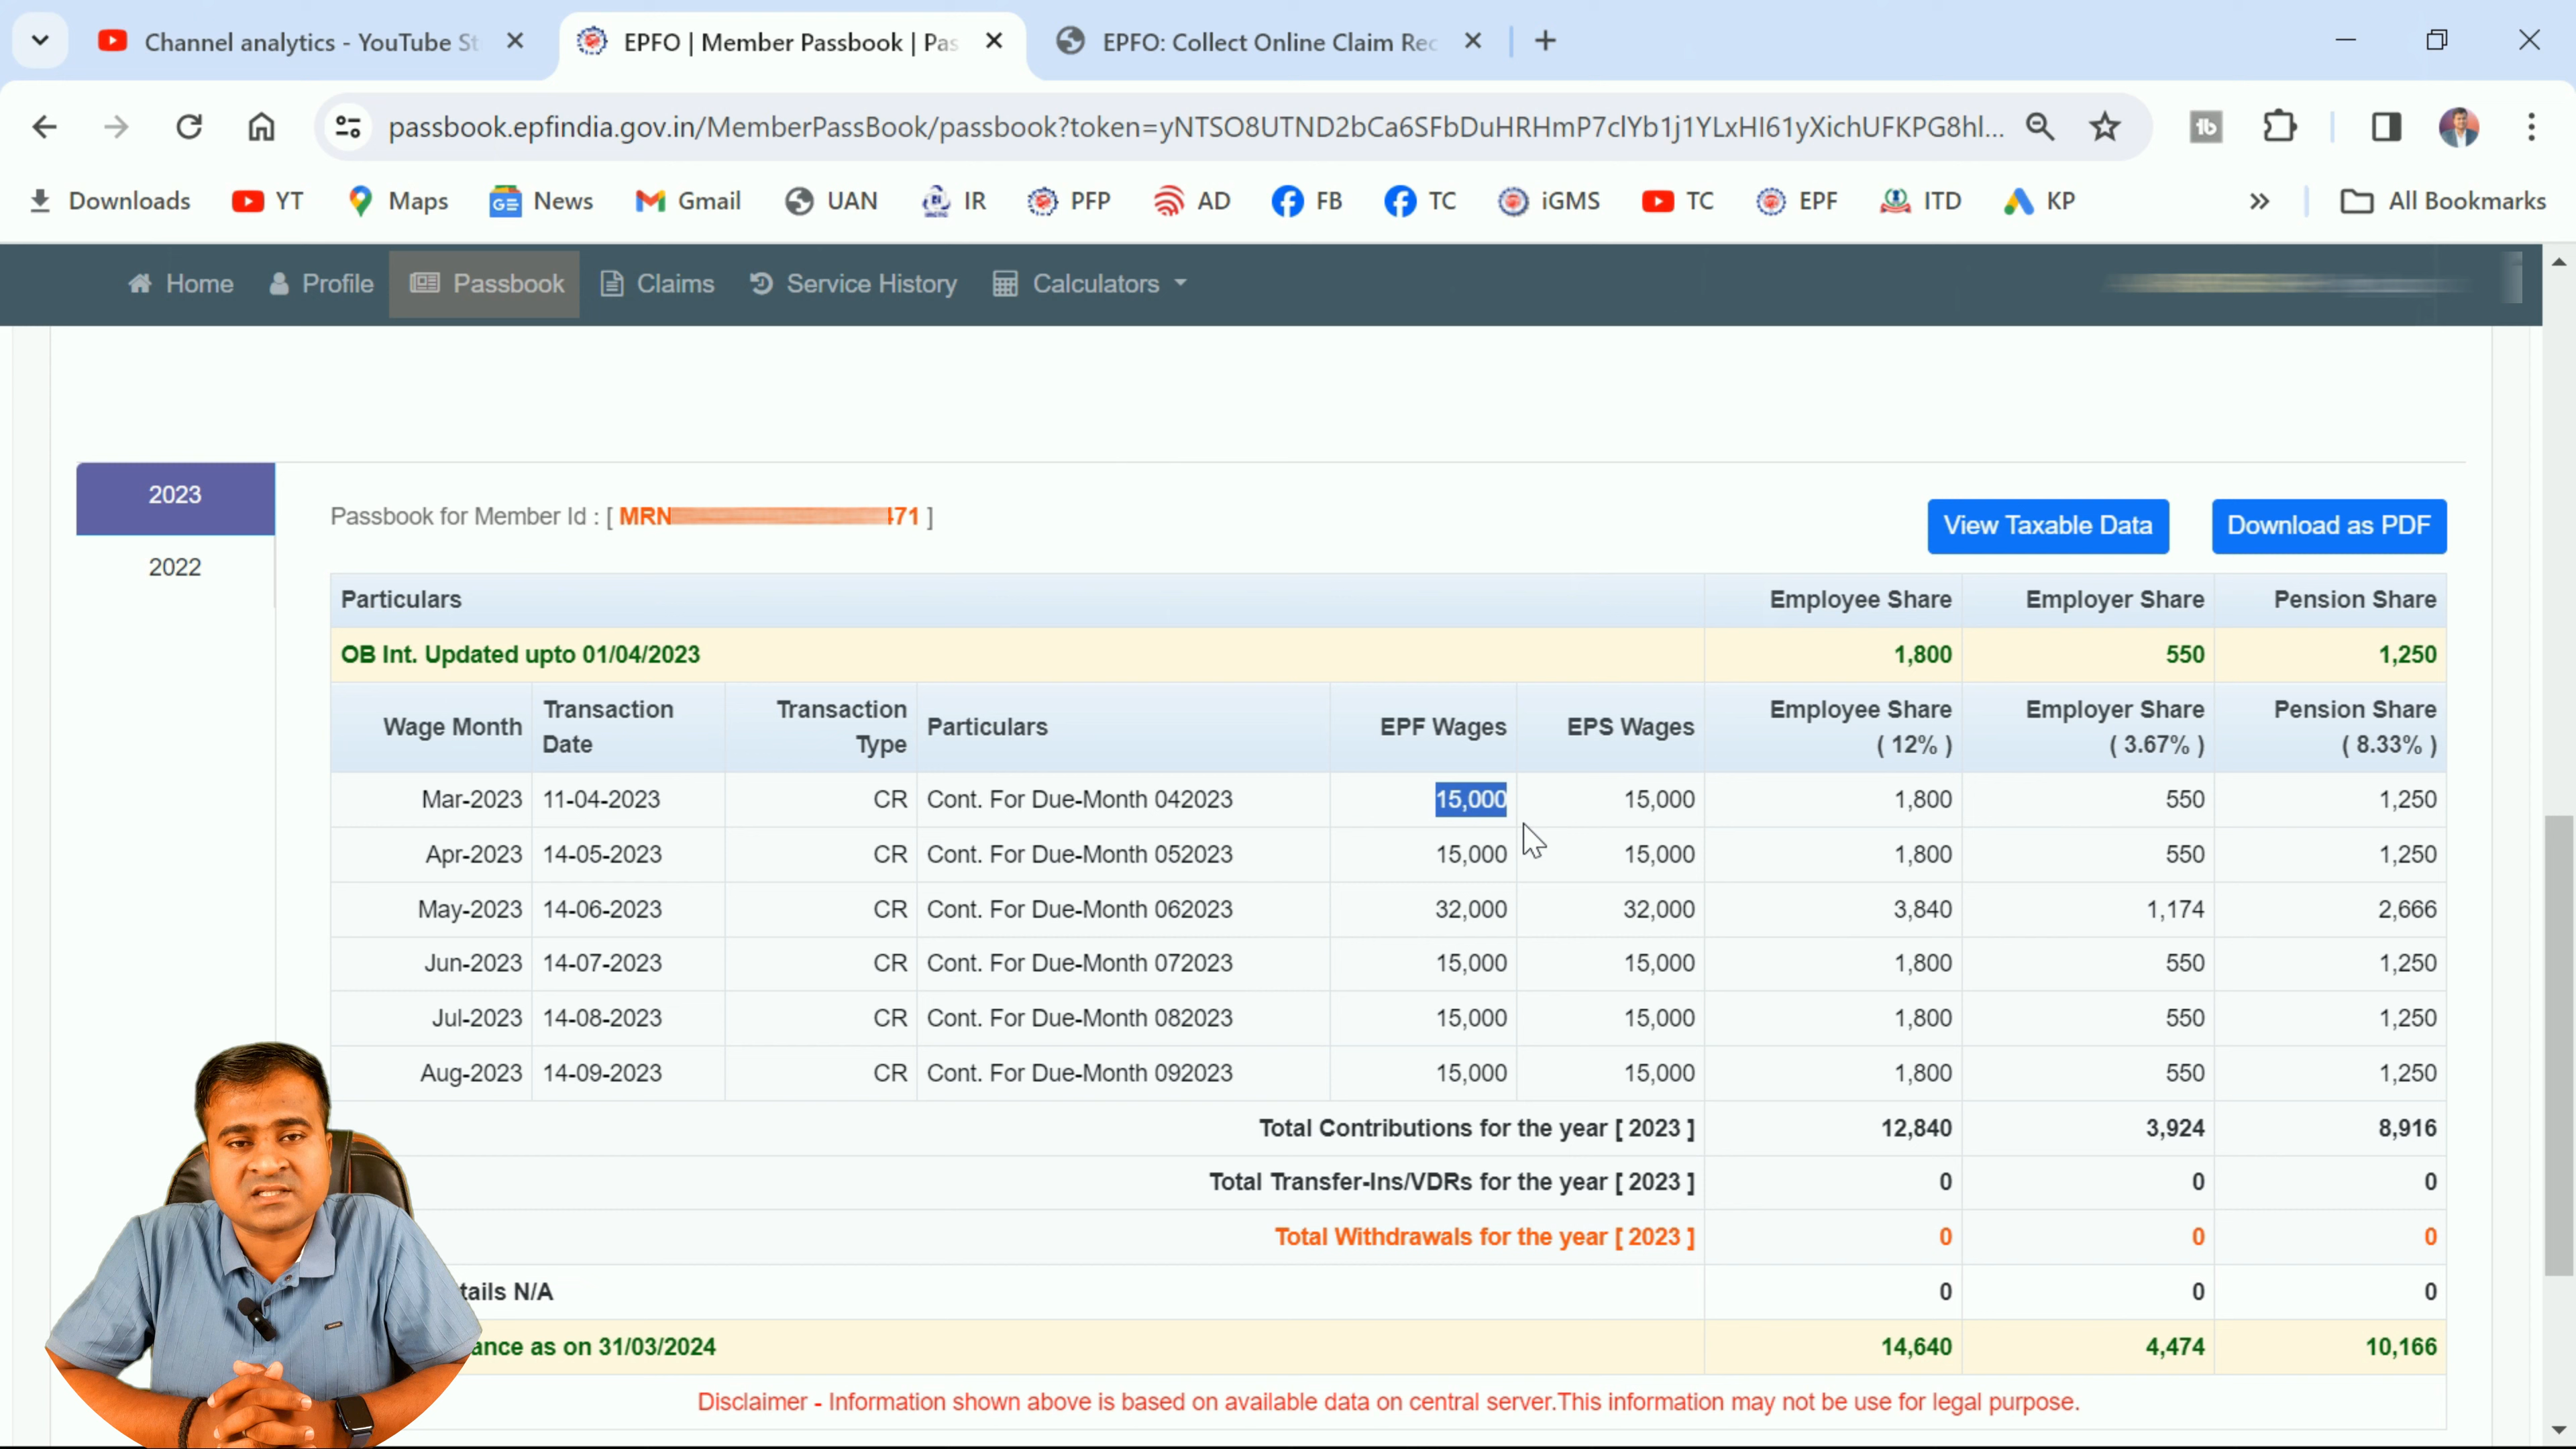 Channel analytics - YouTube St
EPFO | Member Passbook | Pas
EPFO: Collect Online Claim Rec
passbook.epfindia.gov.in/MemberPassBook/passbook?token=yNTSO8UTND2bCa6SFbDuHRHmP7clYb1j1YLxHI61yXichUFKPG8hl...
Downloads YT Maps News Gmail UAN IR PFP AD FB TC iGMS TC EPF ITD KP » All Bookmarks
Home Profile Passbook Claims Service History Calculators
2023
2022
Passbook for Member Id : [ MRN 471 ]
View Taxable Data Download as PDF
Particulars Employee Share Employer Share Pension Share
OB Int. Updated upto 01/04/2023 1,800 550 1,250
Wage Month Transaction Date Transaction Type Particulars EPF Wages EPS Wages Employee Share ( 12% ) Employer Share ( 3.67% ) Pension Share ( 8.33% )
Mar-2023 11-04-2023 CR Cont. For Due-Month 042023 15,000 15,000 1,800 550 1,250
Apr-2023 14-05-2023 CR Cont. For Due-Month 052023 15,000 15,000 1,800 550 1,250
May-2023 14-06-2023 CR Cont. For Due-Month 062023 32,000 32,000 3,840 1,174 2,666
Jun-2023 14-07-2023 CR Cont. For Due-Month 072023 15,000 15,000 1,800 550 1,250
Jul-2023 14-08-2023 CR Cont. For Due-Month 082023 15,000 15,000 1,800 550 1,250
Aug-2023 14-09-2023 CR Cont. For Due-Month 092023 15,000 15,000 1,800 550 1,250
Total Contributions for the year [ 2023 ] 12,840 3,924 8,916
Total Transfer-Ins/VDRs for the year [ 2023 ] 0 0 0
Total Withdrawals for the year [ 2023 ] 0 0 0
tails N/A 0 0 0
ance as on 31/03/2024 14,640 4,474 10,166
Disclaimer - Information shown above is based on available data on central server.This information may not be use for legal purpose.